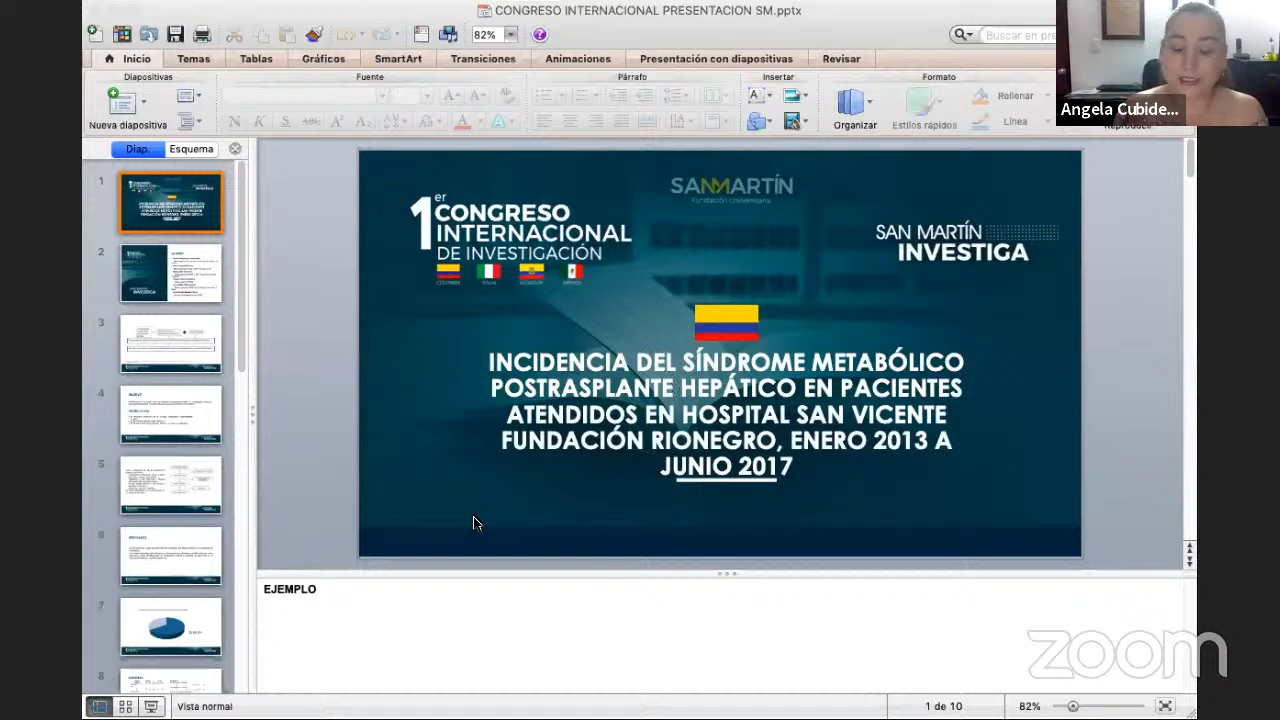 CONGRESO INTERNACIONAL PRESENTACION SM.pptx
82%
Buscar en pre
Inicio
Temas
Tablas
Gráficos
SmartArt
Transiciones
Animaciones
Presentación con diapositivas
Revisar
Diapositivas
Fuente
Párrafo
Insertar
Formato
Nueva diapositiva
Organizar
Estilos rápidos
Rellenar
Línea
Angela Cubide...
Diap.
Esquema
1
2
3
4
5
6
7
8
SANMARTÍN
Fundación Universitaria
1er
CONGRESO
INTERNACIONAL
DE INVESTIGACIÓN
COLOMBIA
ITALIA
ECUADOR
MÉXICO
SAN MARTÍN
INVESTIGA
INCIDENCIA DEL SÍNDROME METABÓLICO
POSTRASPLANTE HEPÁTICO EN PACIENTES
ATENDIDOS EN HOSPITAL SAN VICENTE
FUNDACIÓN RIONEGRO, ENERO 2013 A
JUNIO 2017
EJEMPLO
zoom
Vista normal
1 de 10
82%